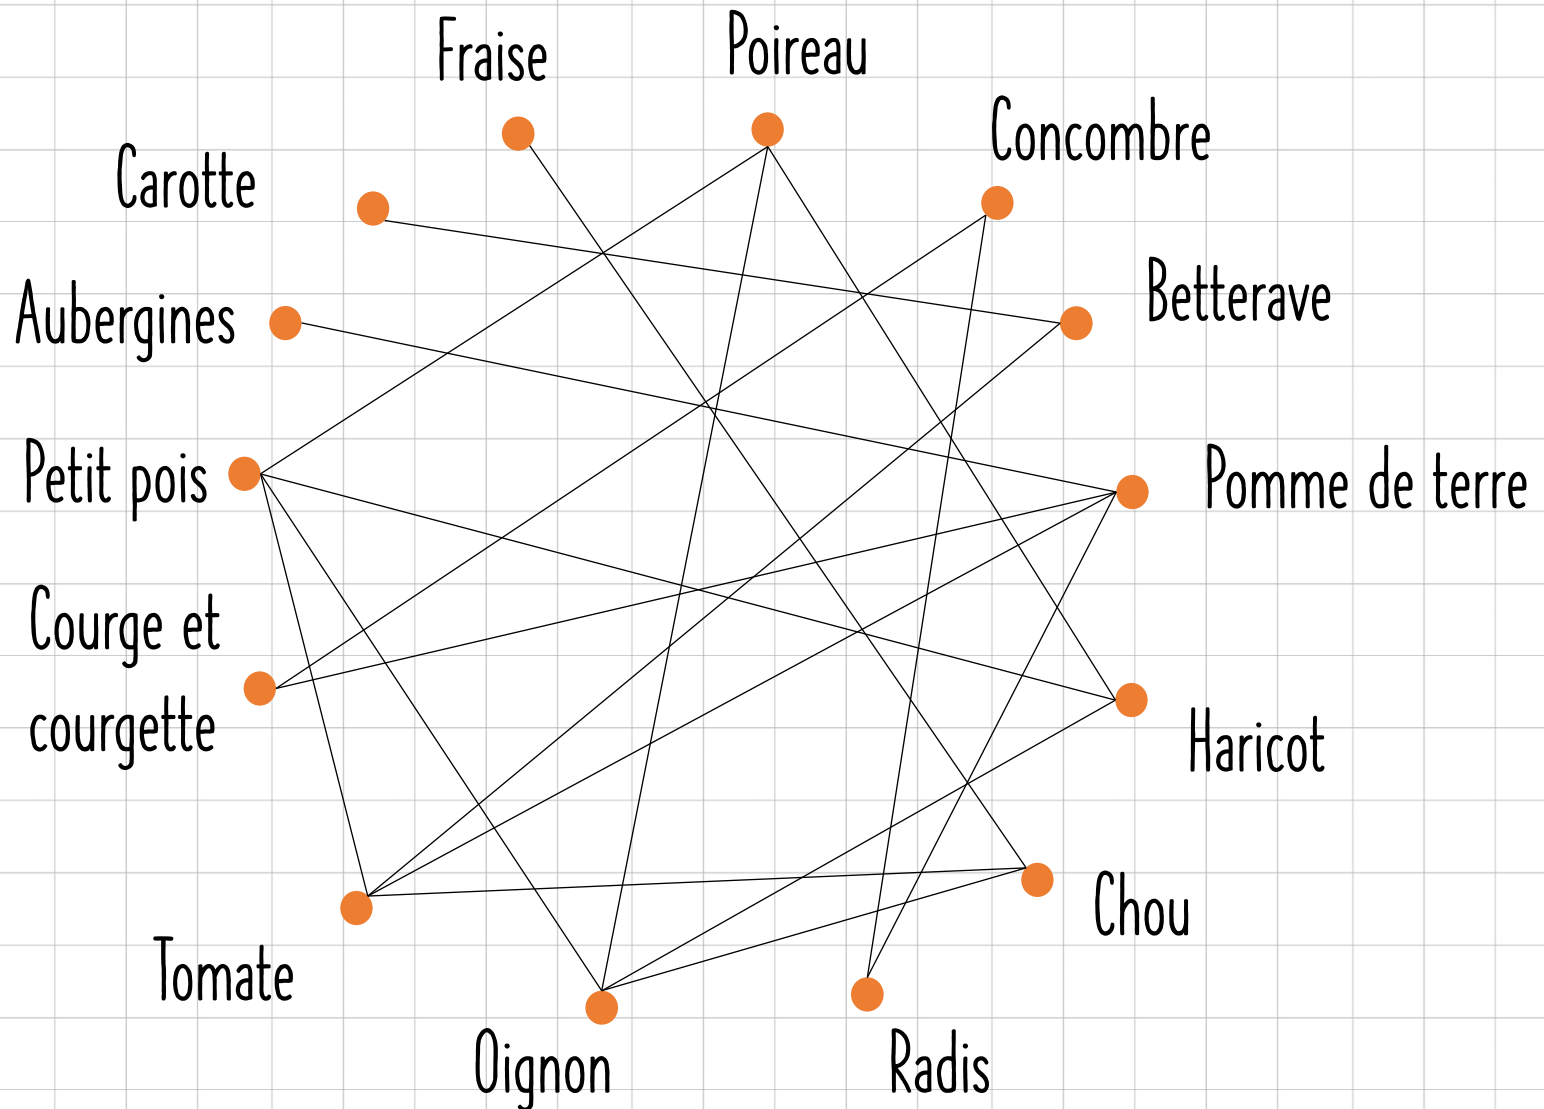 Fraise
Poireau
Concombre
Carotte
Betterave
Aubergines
Petit pois
Pomme de terre
Courge et
courgette
Haricot
Chou
Tomate
Oignon
Radis